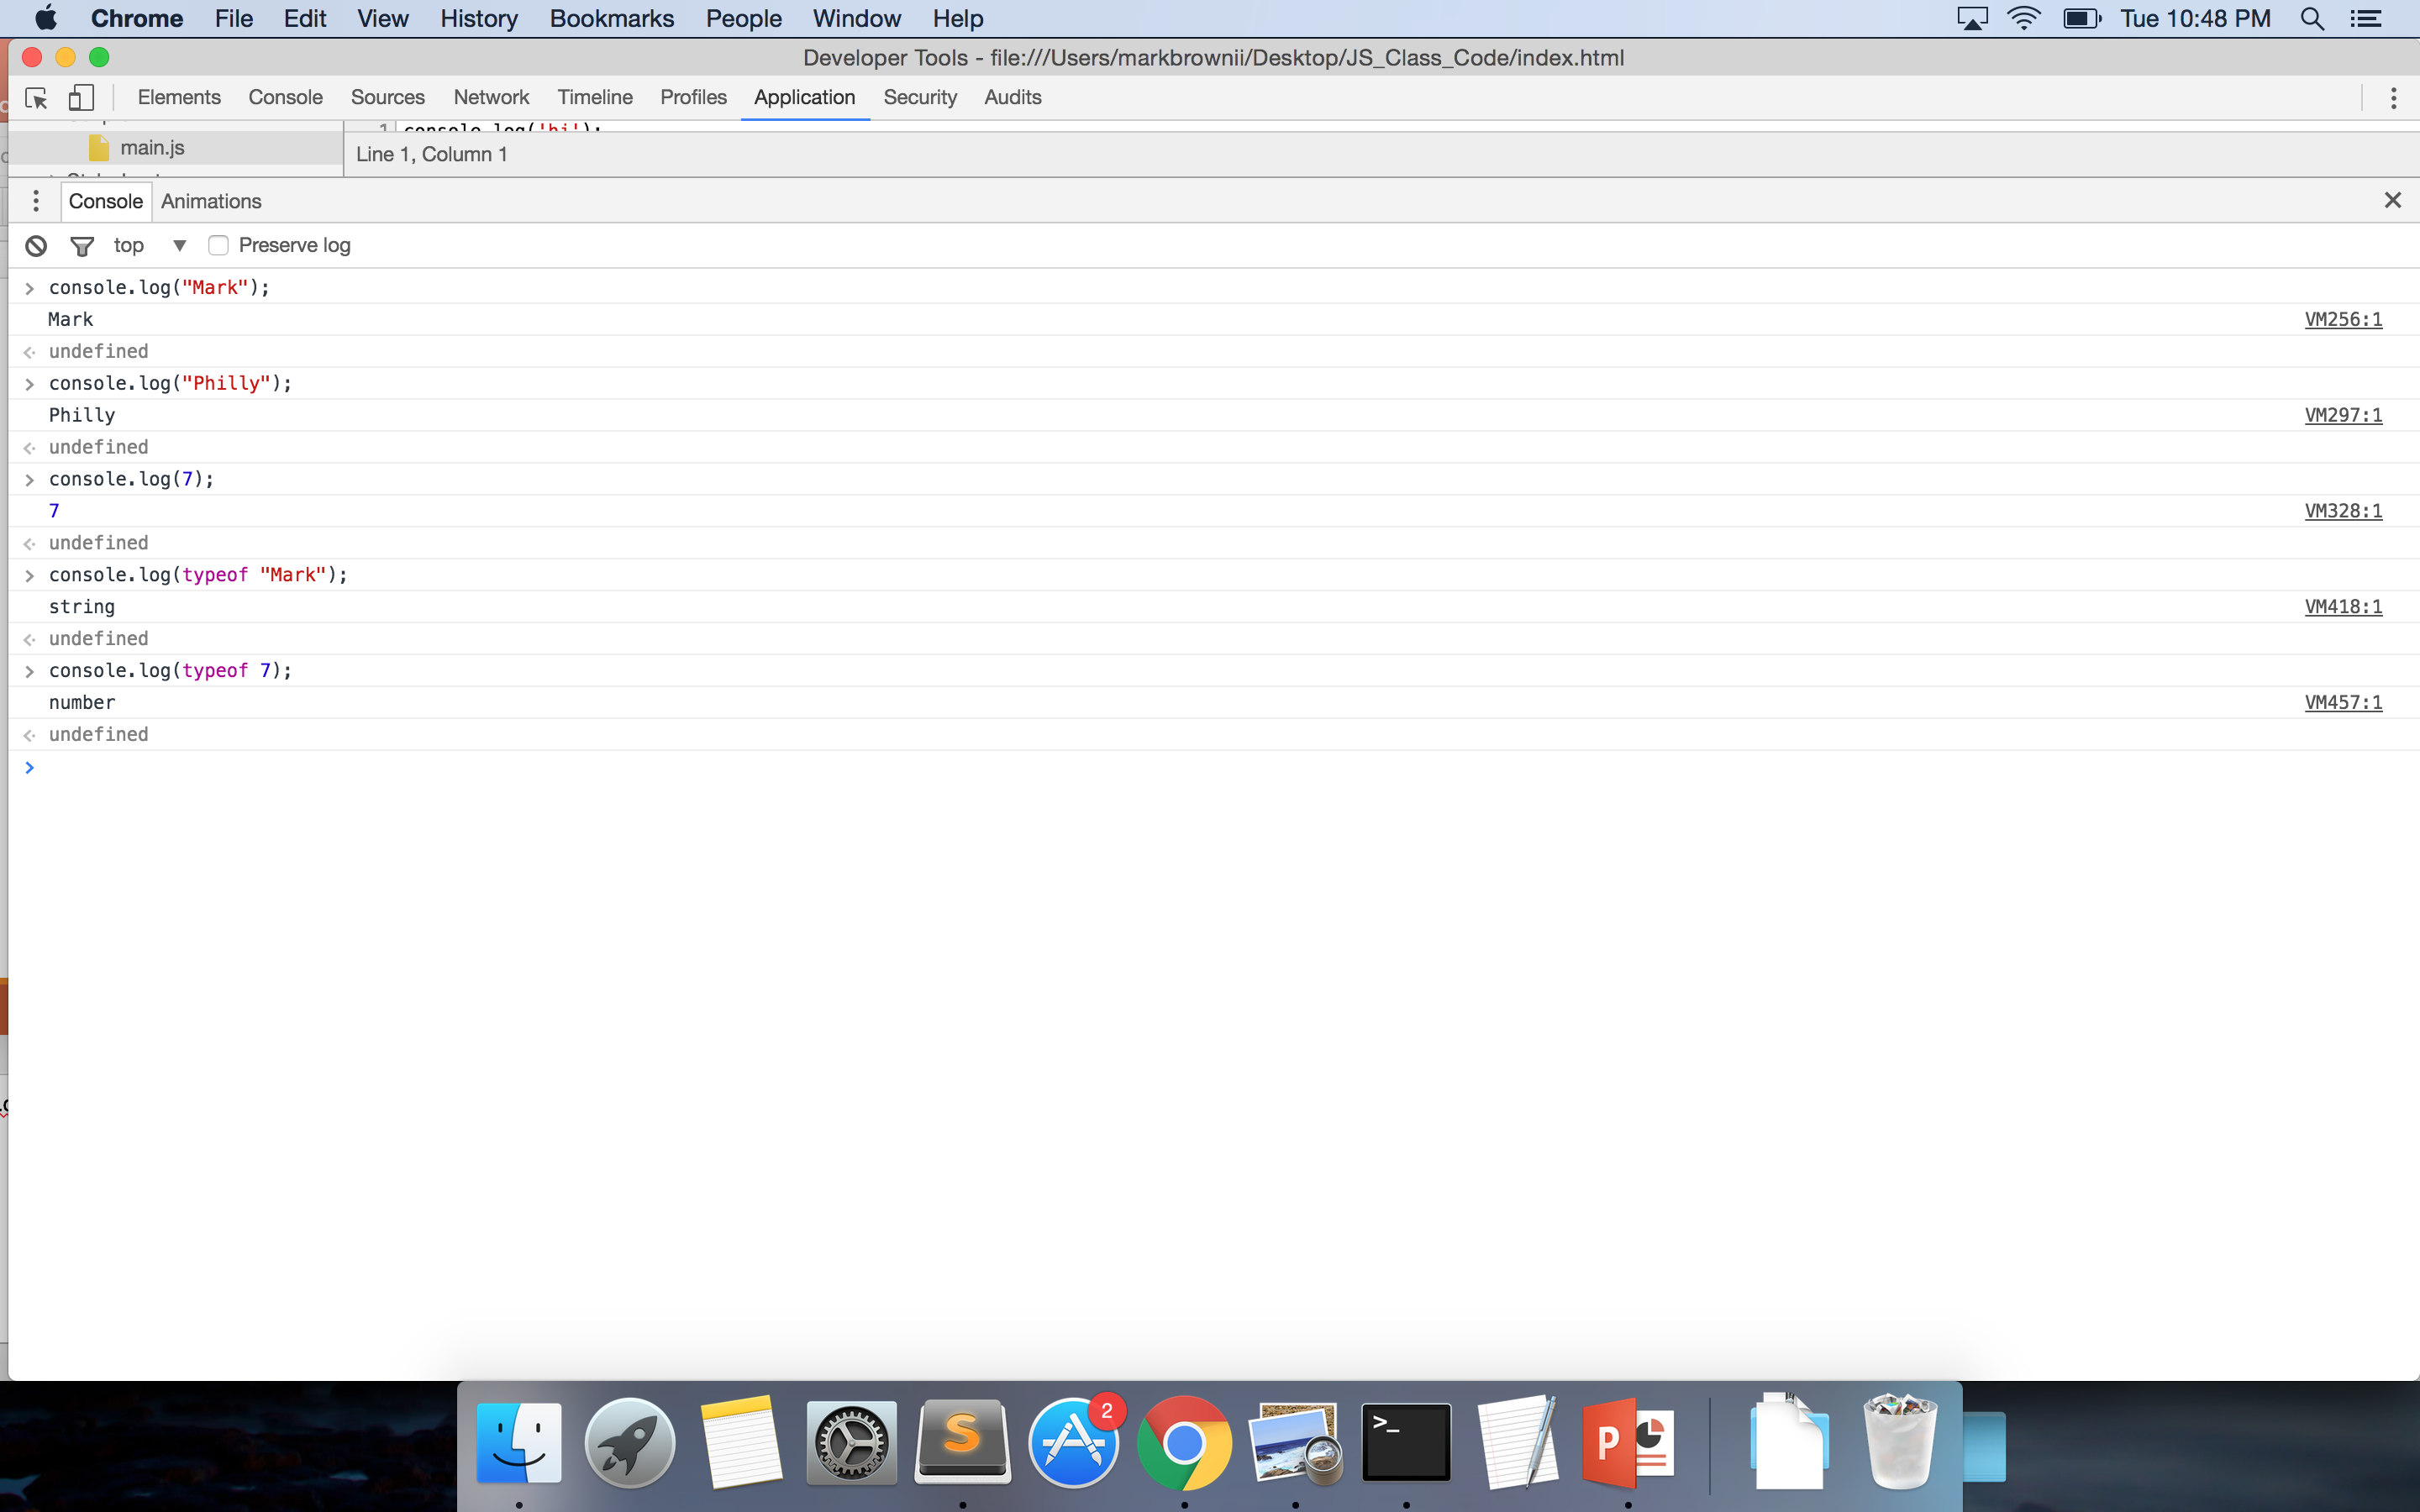 Chrome File Edit View History Bookmarks People Window Help Tue 10:48 PM
Developer Tools - file:///Users/markbrownii/Desktop/JS_Class_Code/index.html
Elements Console Sources Network Timeline Profiles Application Security Audits
1 console.log('hi');
main.js
Line 1, Column 1
Console Animations
top Preserve log
> console.log("Mark");
Mark VM256:1
undefined
> console.log("Philly");
Philly VM297:1
undefined
> console.log(7);
7 VM328:1
undefined
> console.log(typeof "Mark");
string VM418:1
undefined
> console.log(typeof 7);
number VM457:1
undefined
>
2
S
>_
P